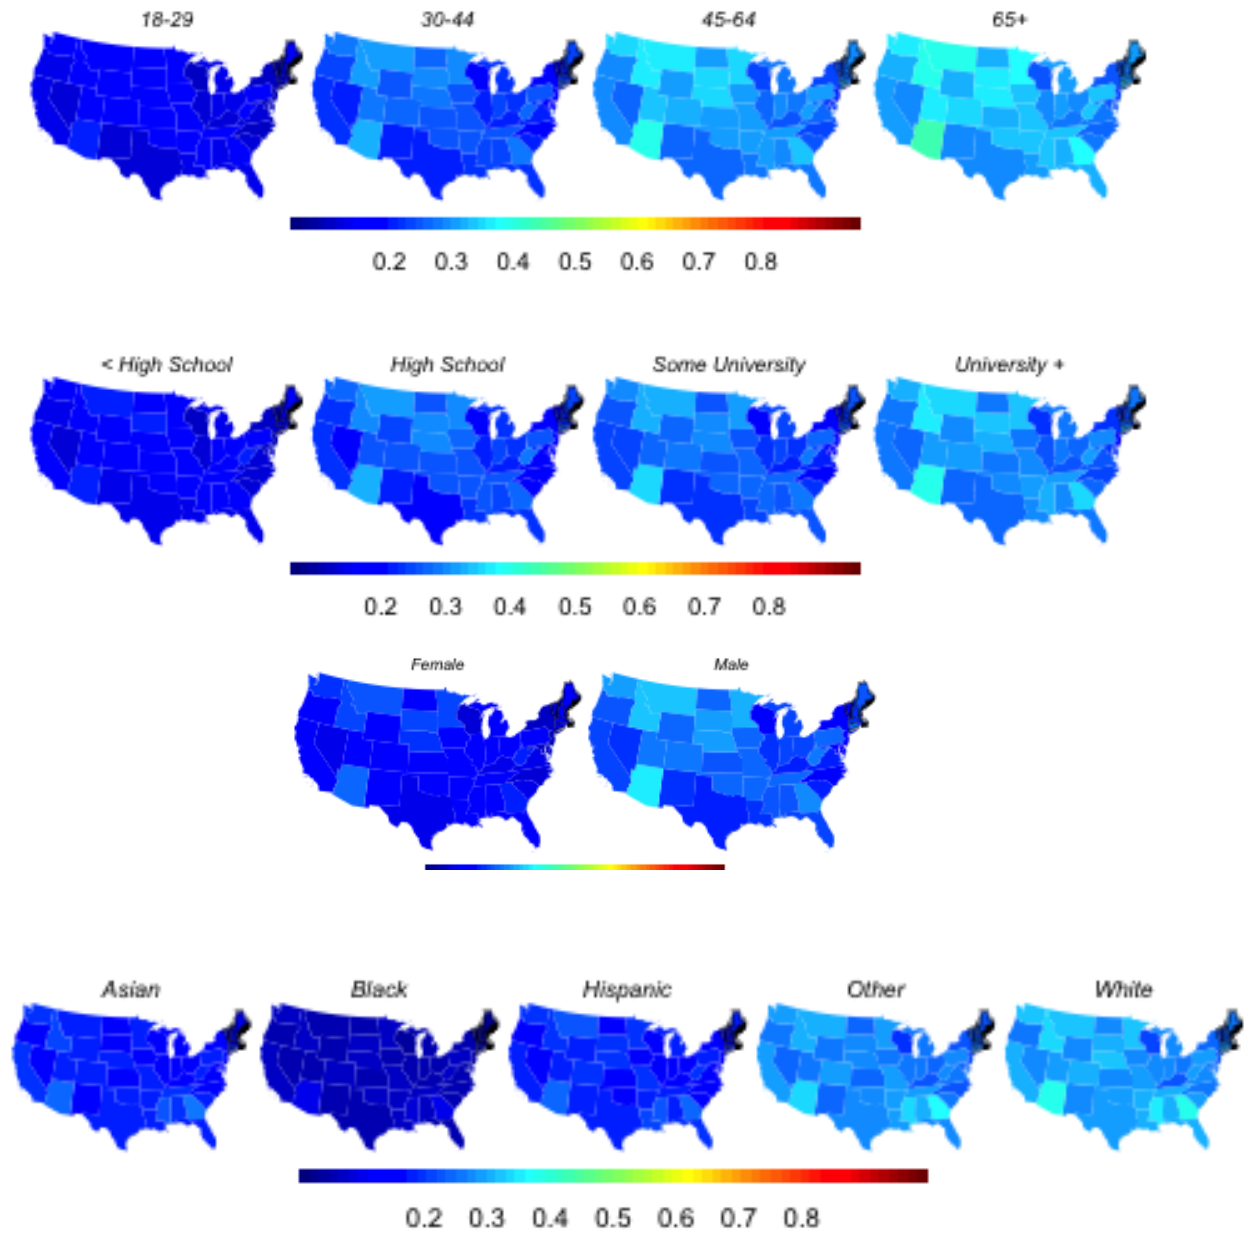 18-29 30-44 45-64 65+
0.2 0.3 0.4 0.5 0.6 0.7 0.8
< High School High School Some University University +
0.2 0.3 0.4 0.5 0.6 0.7 0.8
Female Male
Asian Black Hispanic Other White
0.2 0.3 0.4 0.5 0.6 0.7 0.8